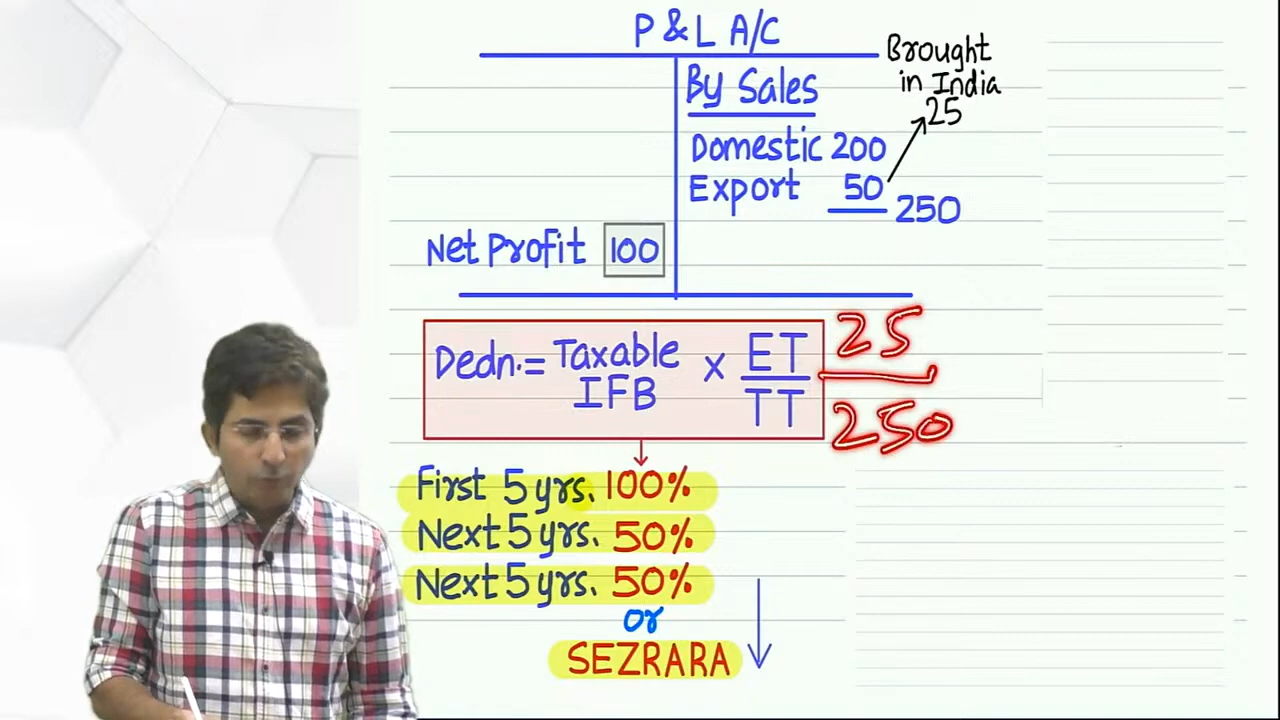 P & L A/C
Brought
in India
25
By Sales
Domestic 200
Export 50
250
Net Profit 100
Dedn. = Taxable IFB × ET / TT
25
250
First 5 yrs. 100%
Next 5 yrs. 50%
Next 5 yrs. 50%
or
SEZRARA